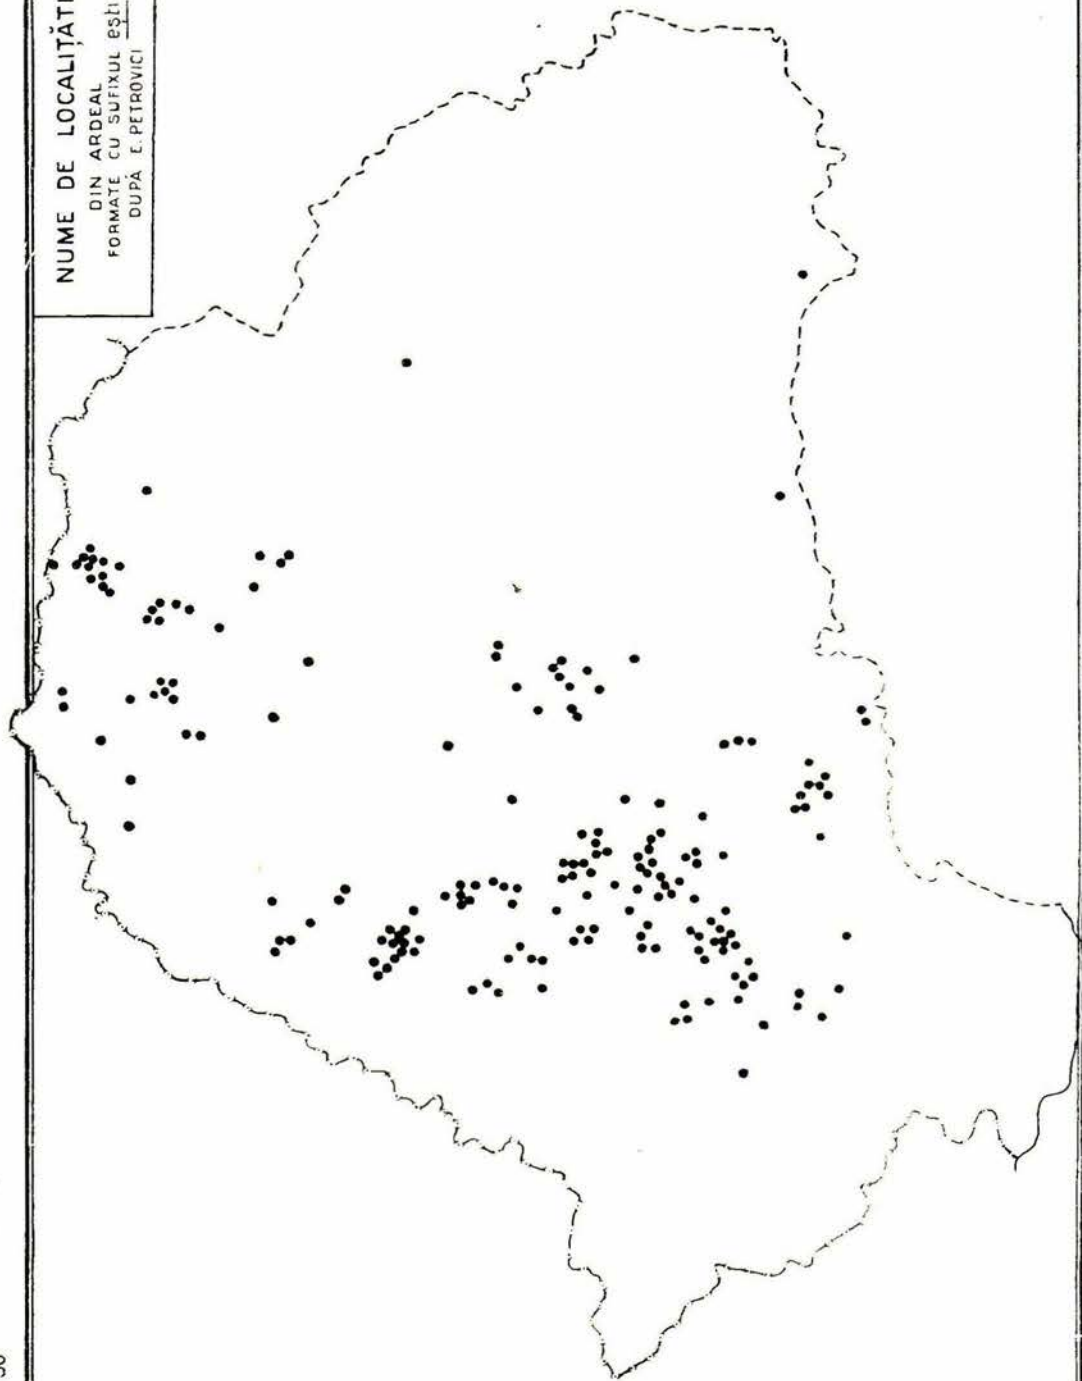 NUME DE LOCALITĂȚI
DIN ARDEAL
FORMATE CU SUFIXUL ești
DUPĂ E. PETROVICI